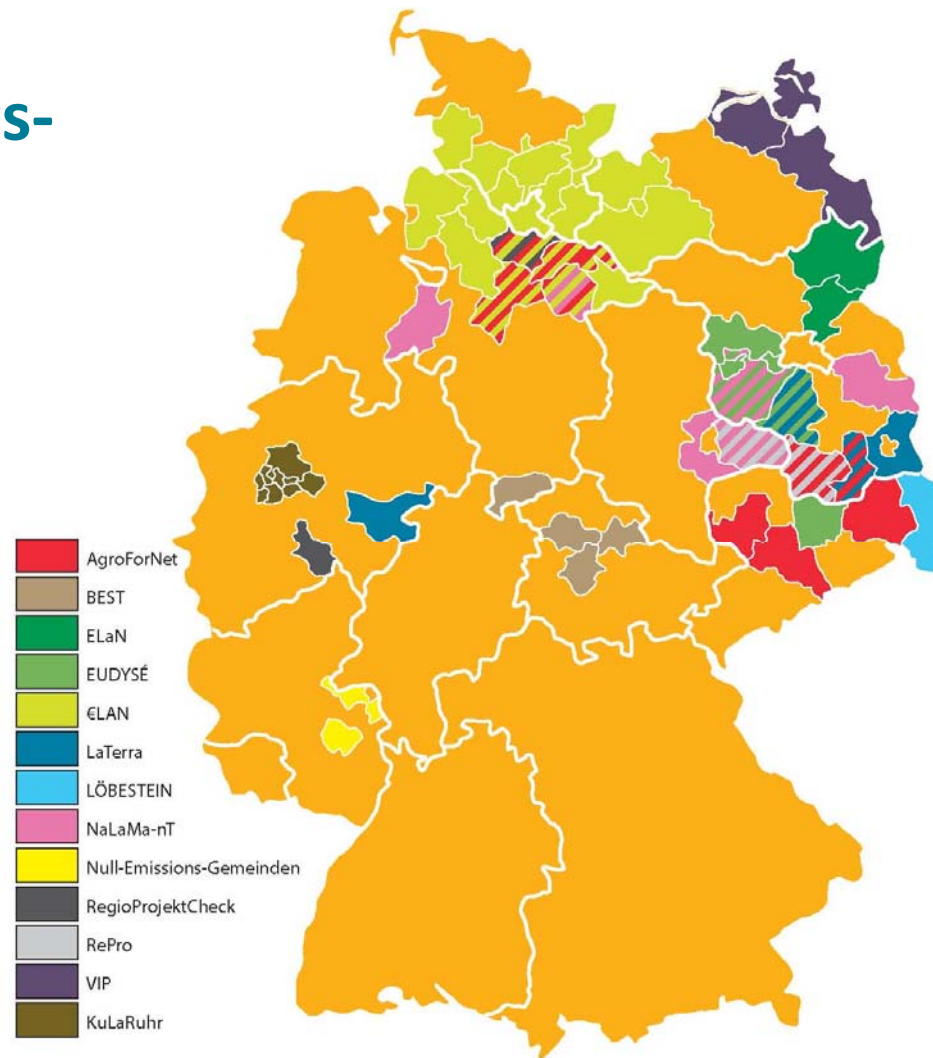 s-
AgroForNet
BEST
ELaN
EUDYSÉ
€LAN
LaTerra
LÖBESTEIN
NaLaMa-nT
Null-Emissions-Gemeinden
RegioProjektCheck
RePro
VIP
KuLaRuhr